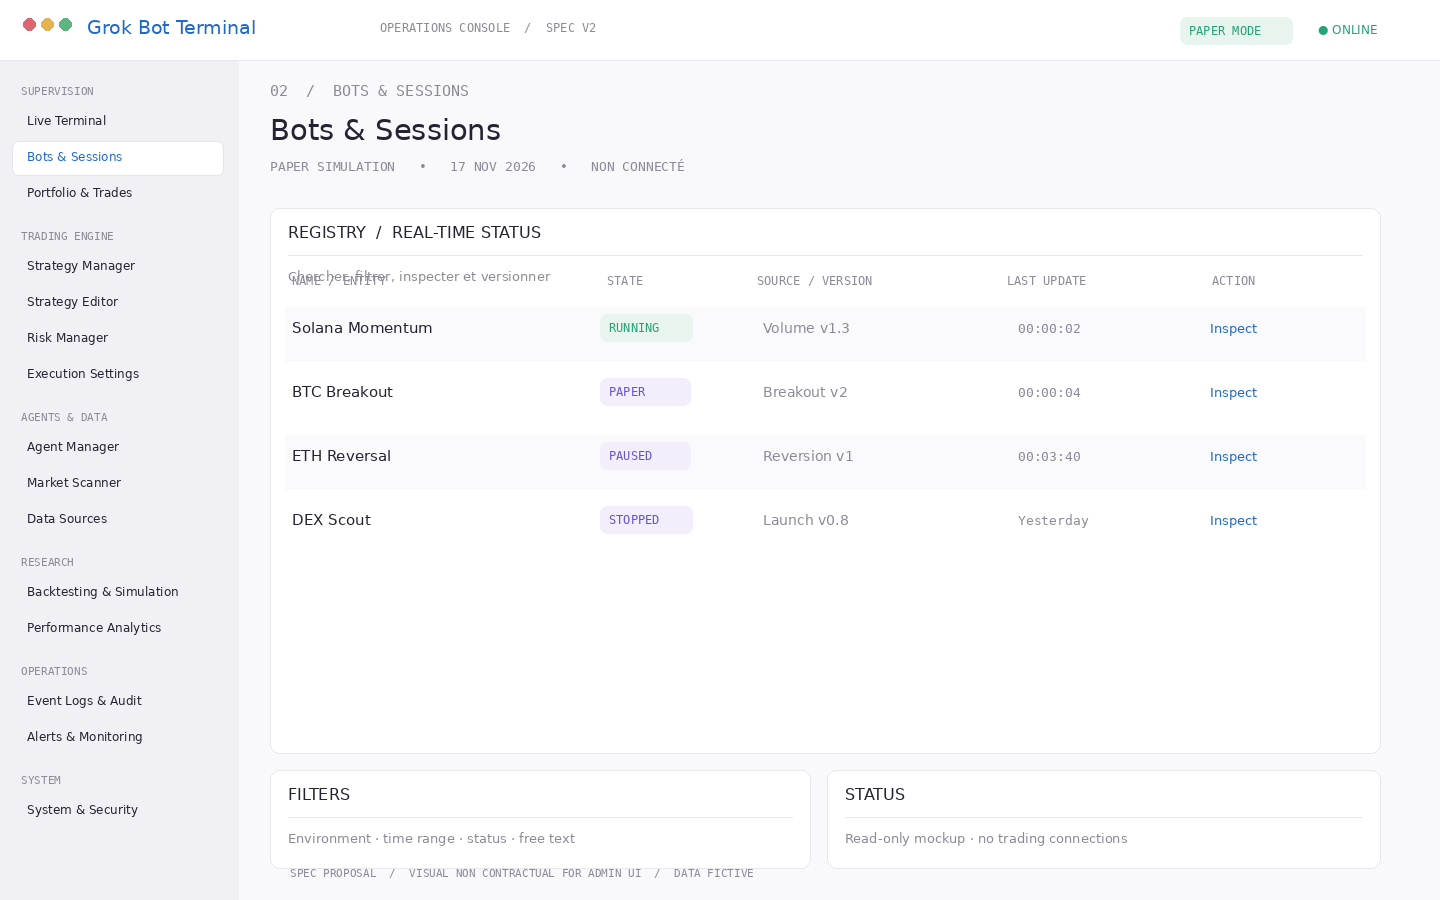 Grok Bot Terminal
OPERATIONS CONSOLE / SPEC V2
PAPER MODE
● ONLINE
SUPERVISION
Live Terminal
Bots & Sessions
Portfolio & Trades
TRADING ENGINE
Strategy Manager
Strategy Editor
Risk Manager
Execution Settings
AGENTS & DATA
Agent Manager
Market Scanner
Data Sources
RESEARCH
Backtesting & Simulation
Performance Analytics
OPERATIONS
Event Logs & Audit
Alerts & Monitoring
SYSTEM
System & Security
02 / BOTS & SESSIONS
Bots & Sessions
PAPER SIMULATION • 17 NOV 2026 • NON CONNECTÉ
REGISTRY / REAL-TIME STATUS
Chercher, filtrer, inspecter et versionner
NAME / ENTITY STATE SOURCE / VERSION LAST UPDATE ACTION
Solana Momentum RUNNING Volume v1.3 00:00:02 Inspect
BTC Breakout PAPER Breakout v2 00:00:04 Inspect
ETH Reversal PAUSED Reversion v1 00:03:40 Inspect
DEX Scout STOPPED Launch v0.8 Yesterday Inspect
FILTERS
Environment · time range · status · free text
STATUS
Read-only mockup · no trading connections
SPEC PROPOSAL / VISUAL NON CONTRACTUAL FOR ADMIN UI / DATA FICTIVE